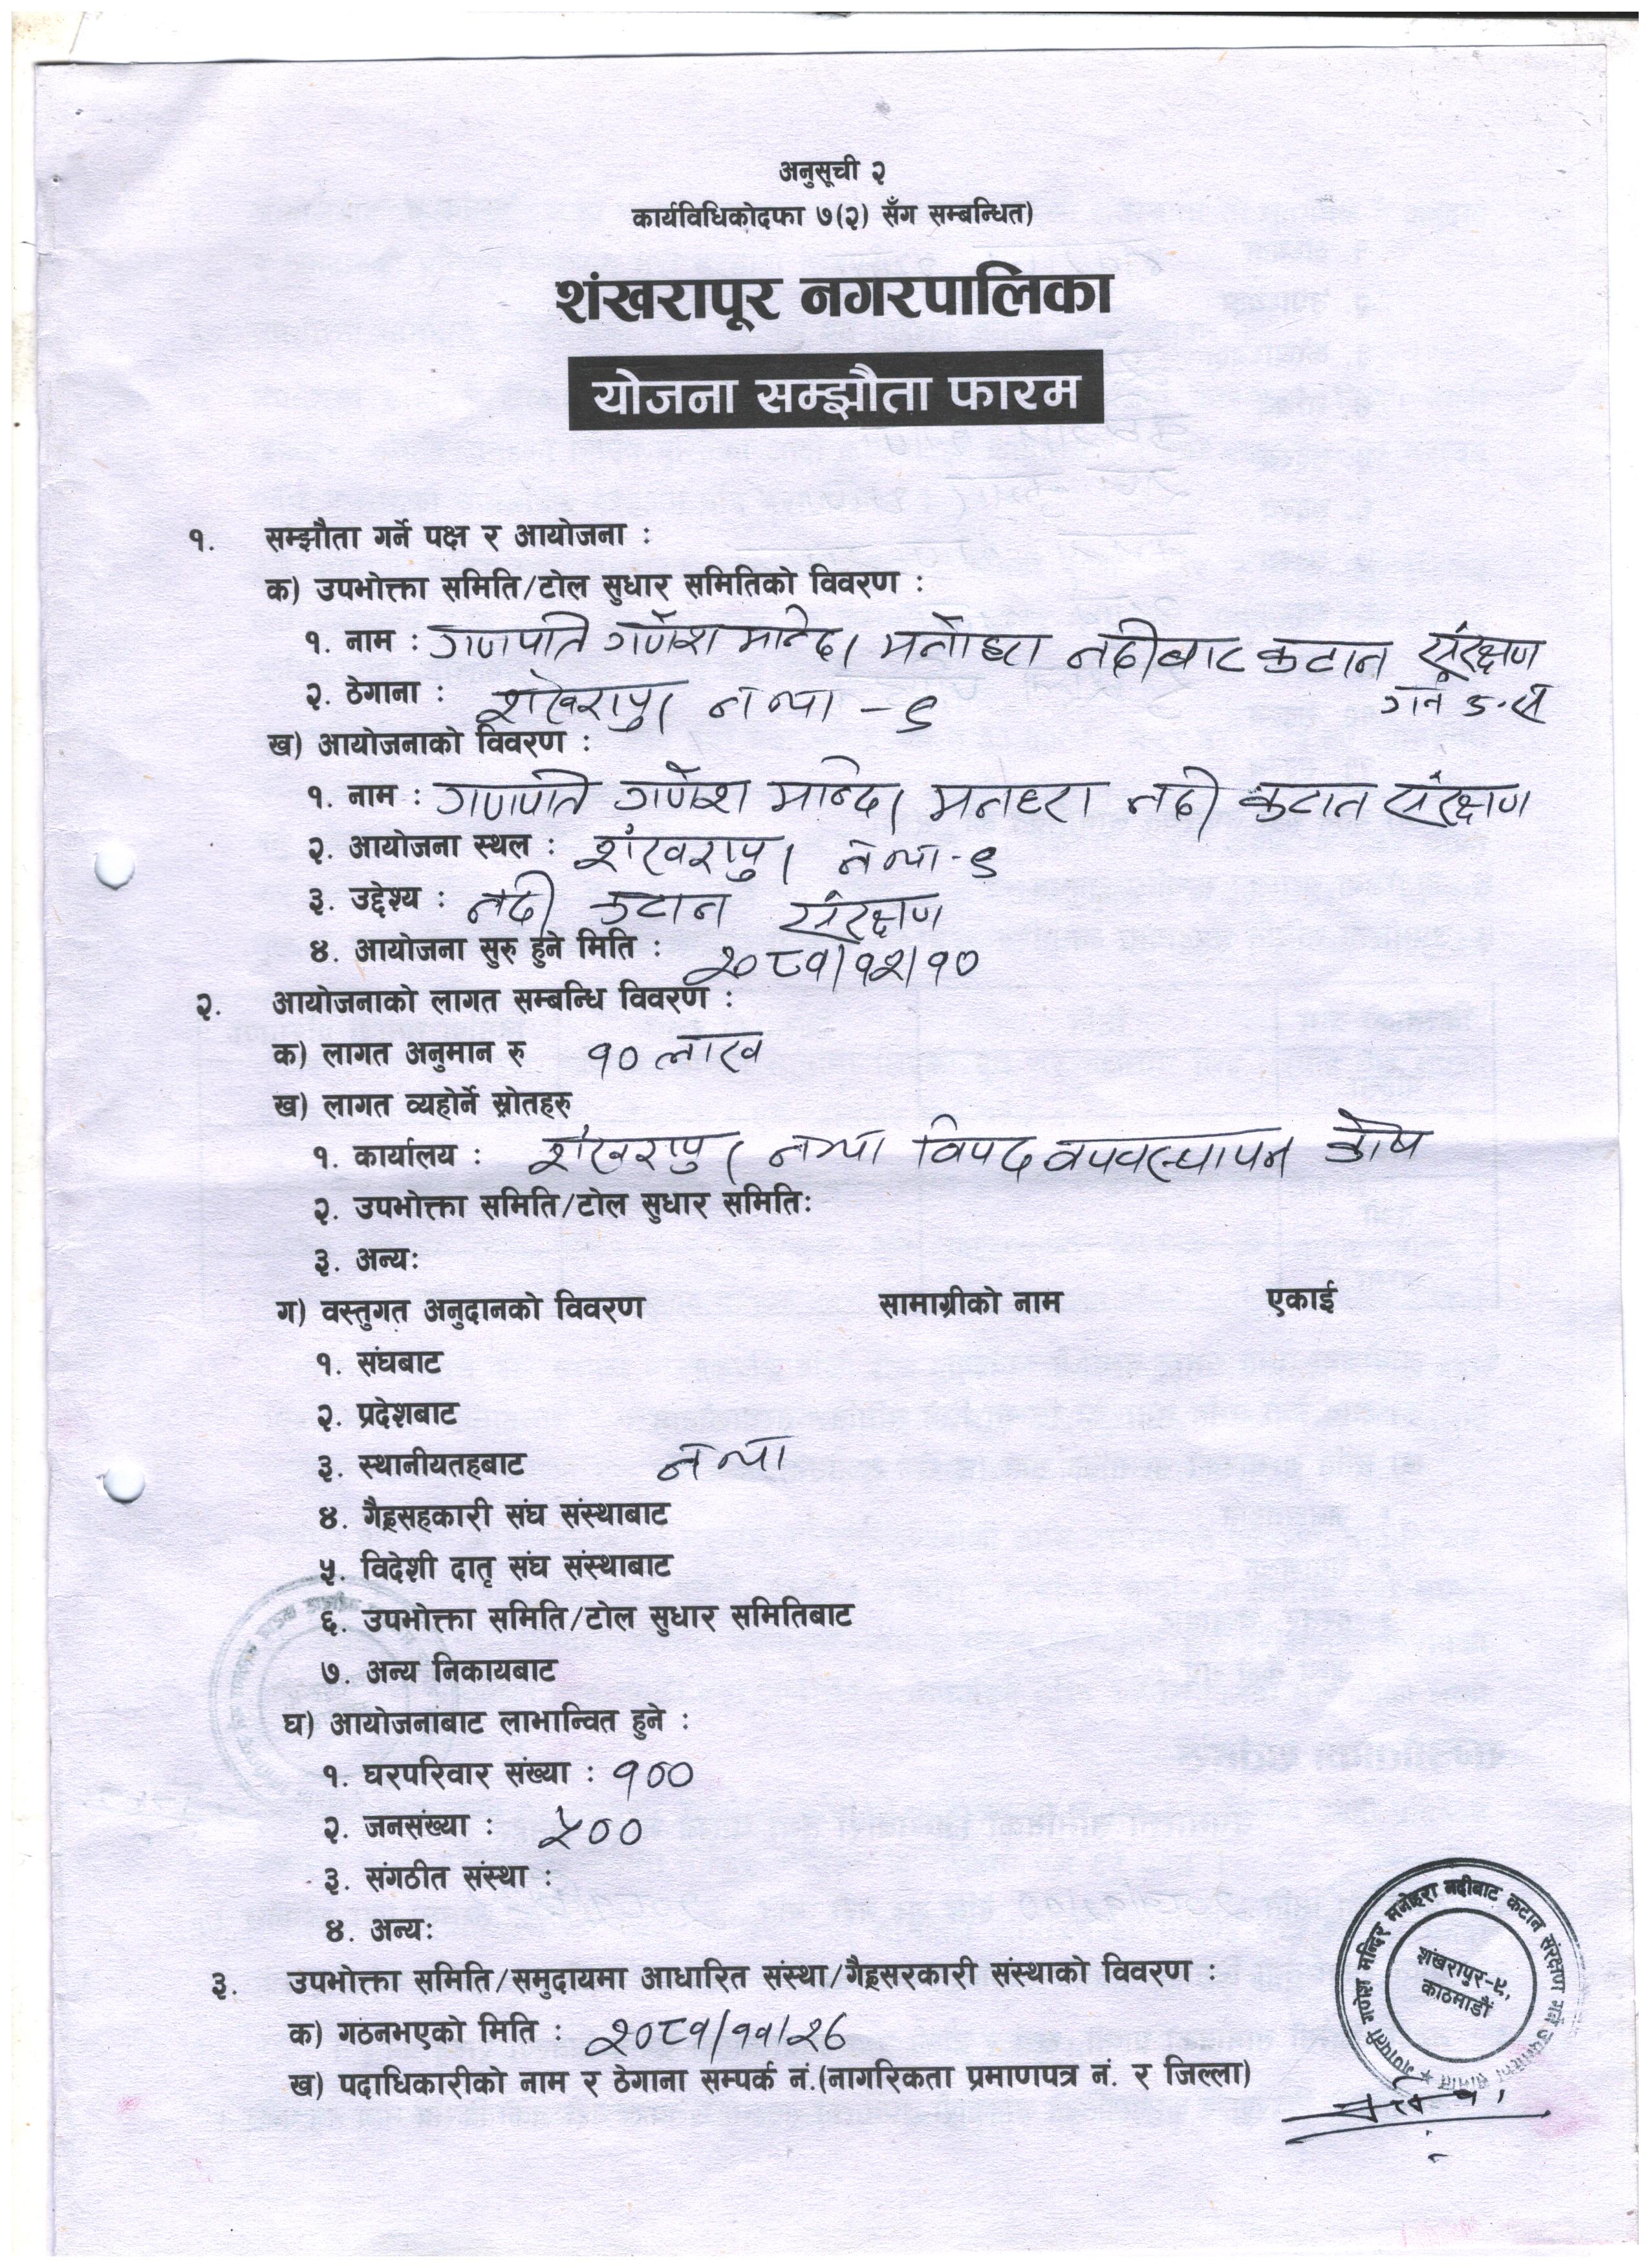 अनुसूची २
कार्यविधिकोदफा ७(२) सँग सम्बन्धित)
शंखरापूर नगरपालिका
योजना सम्झौता फारम
१. सम्झौता गर्ने पक्ष र आयोजना :
क) उपभोक्ता समिति/टोल सुधार समितिको विवरण :
१. नाम : गणपति गणेश मन्दिर मनोहरा नदीबाट कटान संरक्षण
गर्ने उ.स
२. ठेगाना : शंखरापुर नपा - ९
ख) आयोजनाको विवरण :
१. नाम : गणपति गणेश मन्दिर मनहरा नदी कटान संरक्षण
२. आयोजना स्थल : शंखरापुर नपा - ९
३. उद्देश्य : नदी कटान संरक्षण
४. आयोजना सुरु हुने मिति : २०८१/१२/१०
२. आयोजनाको लागत सम्बन्धि विवरण :
क) लागत अनुमान रु १० लाख
ख) लागत व्यहोर्ने स्रोतहरु
१. कार्यालय : शंखरापुर नपा विपद व्यवस्थापन कोष
२. उपभोक्ता समिति/टोल सुधार समिति:
३. अन्य:
ग) वस्तुगत अनुदानको विवरण सामाग्रीको नाम एकाई
१. संघबाट
२. प्रदेशबाट
३. स्थानीयतहबाट नपा
४. गैह्रसहकारी संघ संस्थाबाट
५. विदेशी दातृ संघ संस्थाबाट
६. उपभोक्ता समिति/टोल सुधार समितिबाट
७. अन्य निकायबाट
घ) आयोजनाबाट लाभान्वित हुने :
१. घरपरिवार संख्या : १००
२. जनसंख्या : ५००
३. संगठीत संस्था :
४. अन्य:
३. उपभोक्ता समिति/समुदायमा आधारित संस्था/गैह्रसरकारी संस्थाको विवरण :
क) गठनभएको मिति : २०८१/११/२६
ख) पदाधिकारीको नाम र ठेगाना सम्पर्क नं.(नागरिकता प्रमाणपत्र नं. र जिल्ला)
गणपती गणेश मन्दिर मनोहरा नदीबाट कटान संरक्षण गर्ने उपभोक्ता समिति
शंखरापुर-९,
काठमाडौं